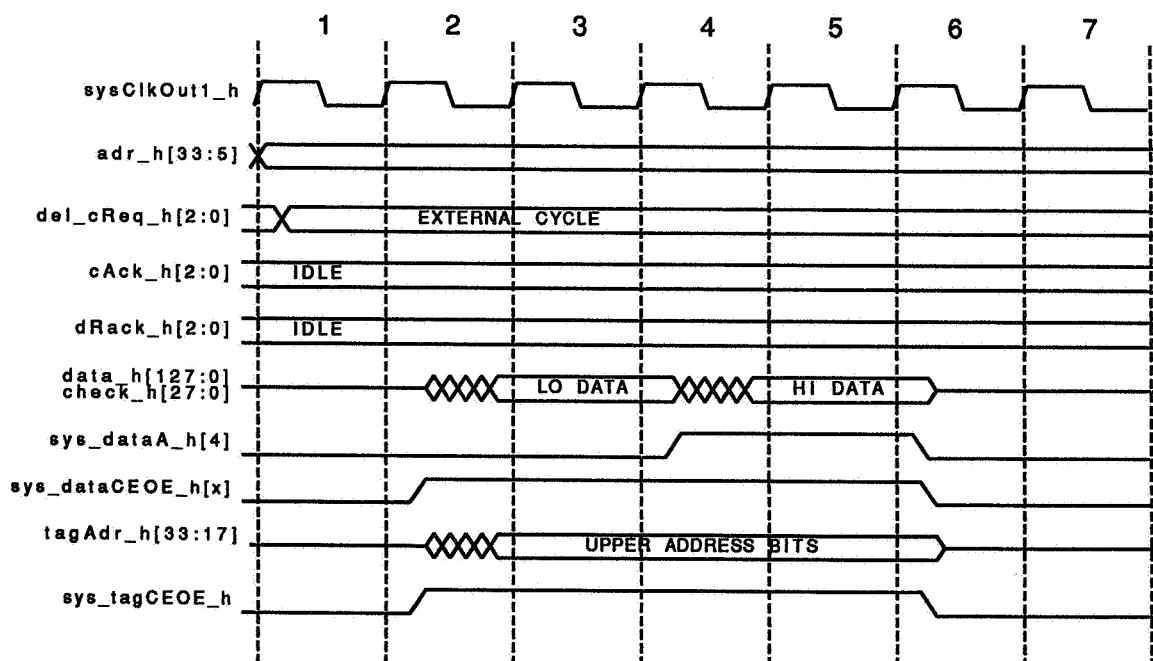 1 2 3 4 5 6 7
sysClkOut1_h
adr_h[33:5]
del_cReq_h[2:0] EXTERNAL CYCLE
cAck_h[2:0] IDLE
dRack_h[2:0] IDLE
data_h[127:0]
check_h[27:0] LO DATA HI DATA
sys_dataA_h[4]
sys_dataCEOE_h[x]
tagAdr_h[33:17] UPPER ADDRESS BITS
sys_tagCEOE_h